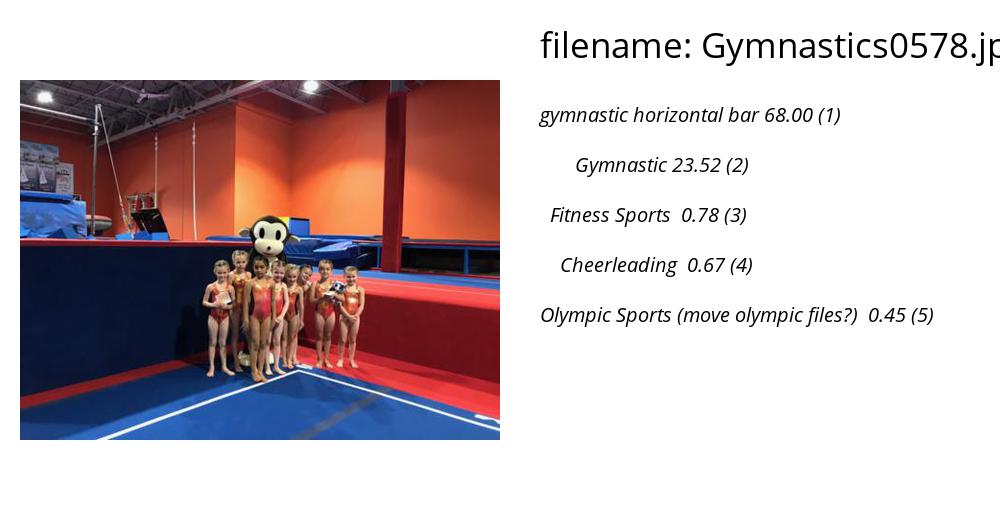 filename: Gymnastics0578.jp
gymnastic horizontal bar 68.00 (1)
Gymnastic 23.52 (2)
Fitness Sports 0.78 (3)
Cheerleading 0.67 (4)
Olympic Sports (move olympic files?) 0.45 (5)